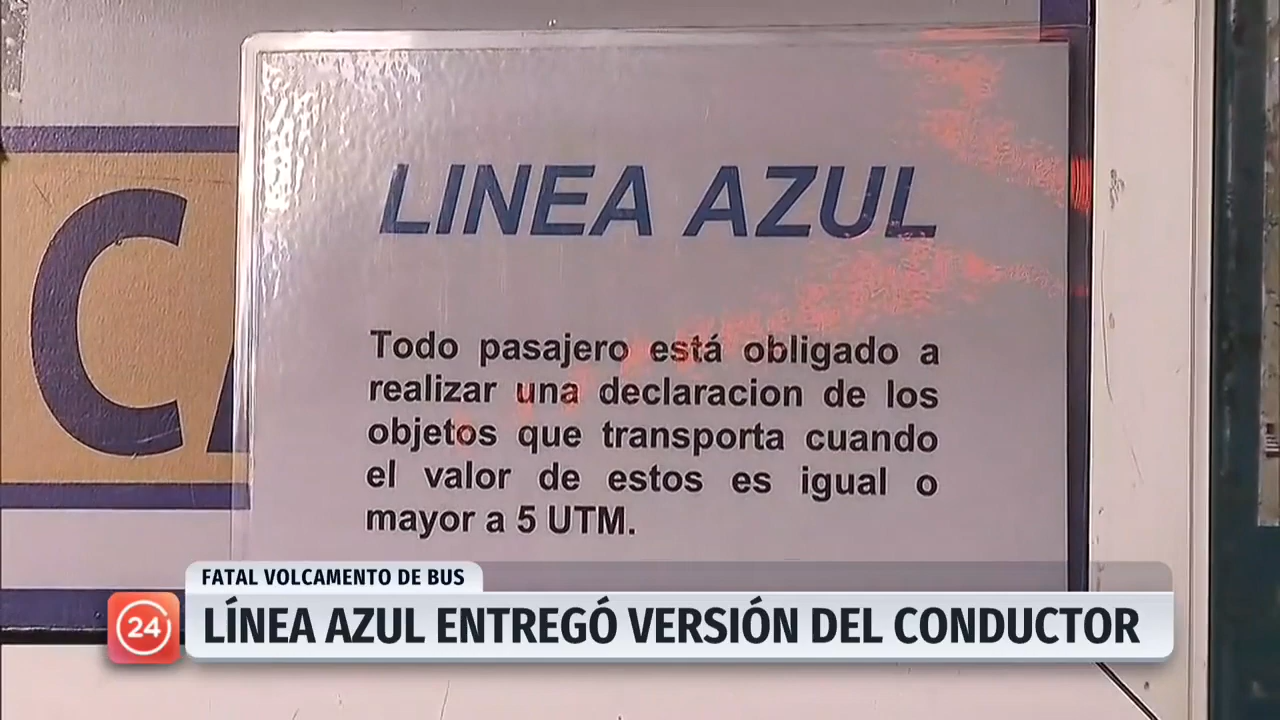 CA
LINEA AZUL
Todo pasajero está obligado a
realizar una declaracion de los
objetos que transporta cuando
el valor de estos es igual o
mayor a 5 UTM.
FATAL VOLCAMENTO DE BUS
24
LÍNEA AZUL ENTREGÓ VERSIÓN DEL CONDUCTOR